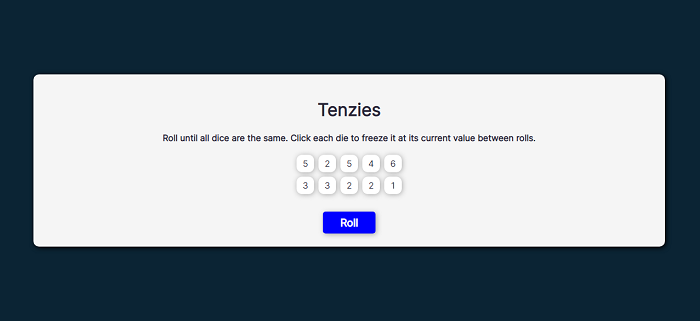 Tenzies
Roll until all dice are the same. Click each die to freeze it at its current value between rolls.
5 2 5 4 6
3 3 2 2 1
Roll